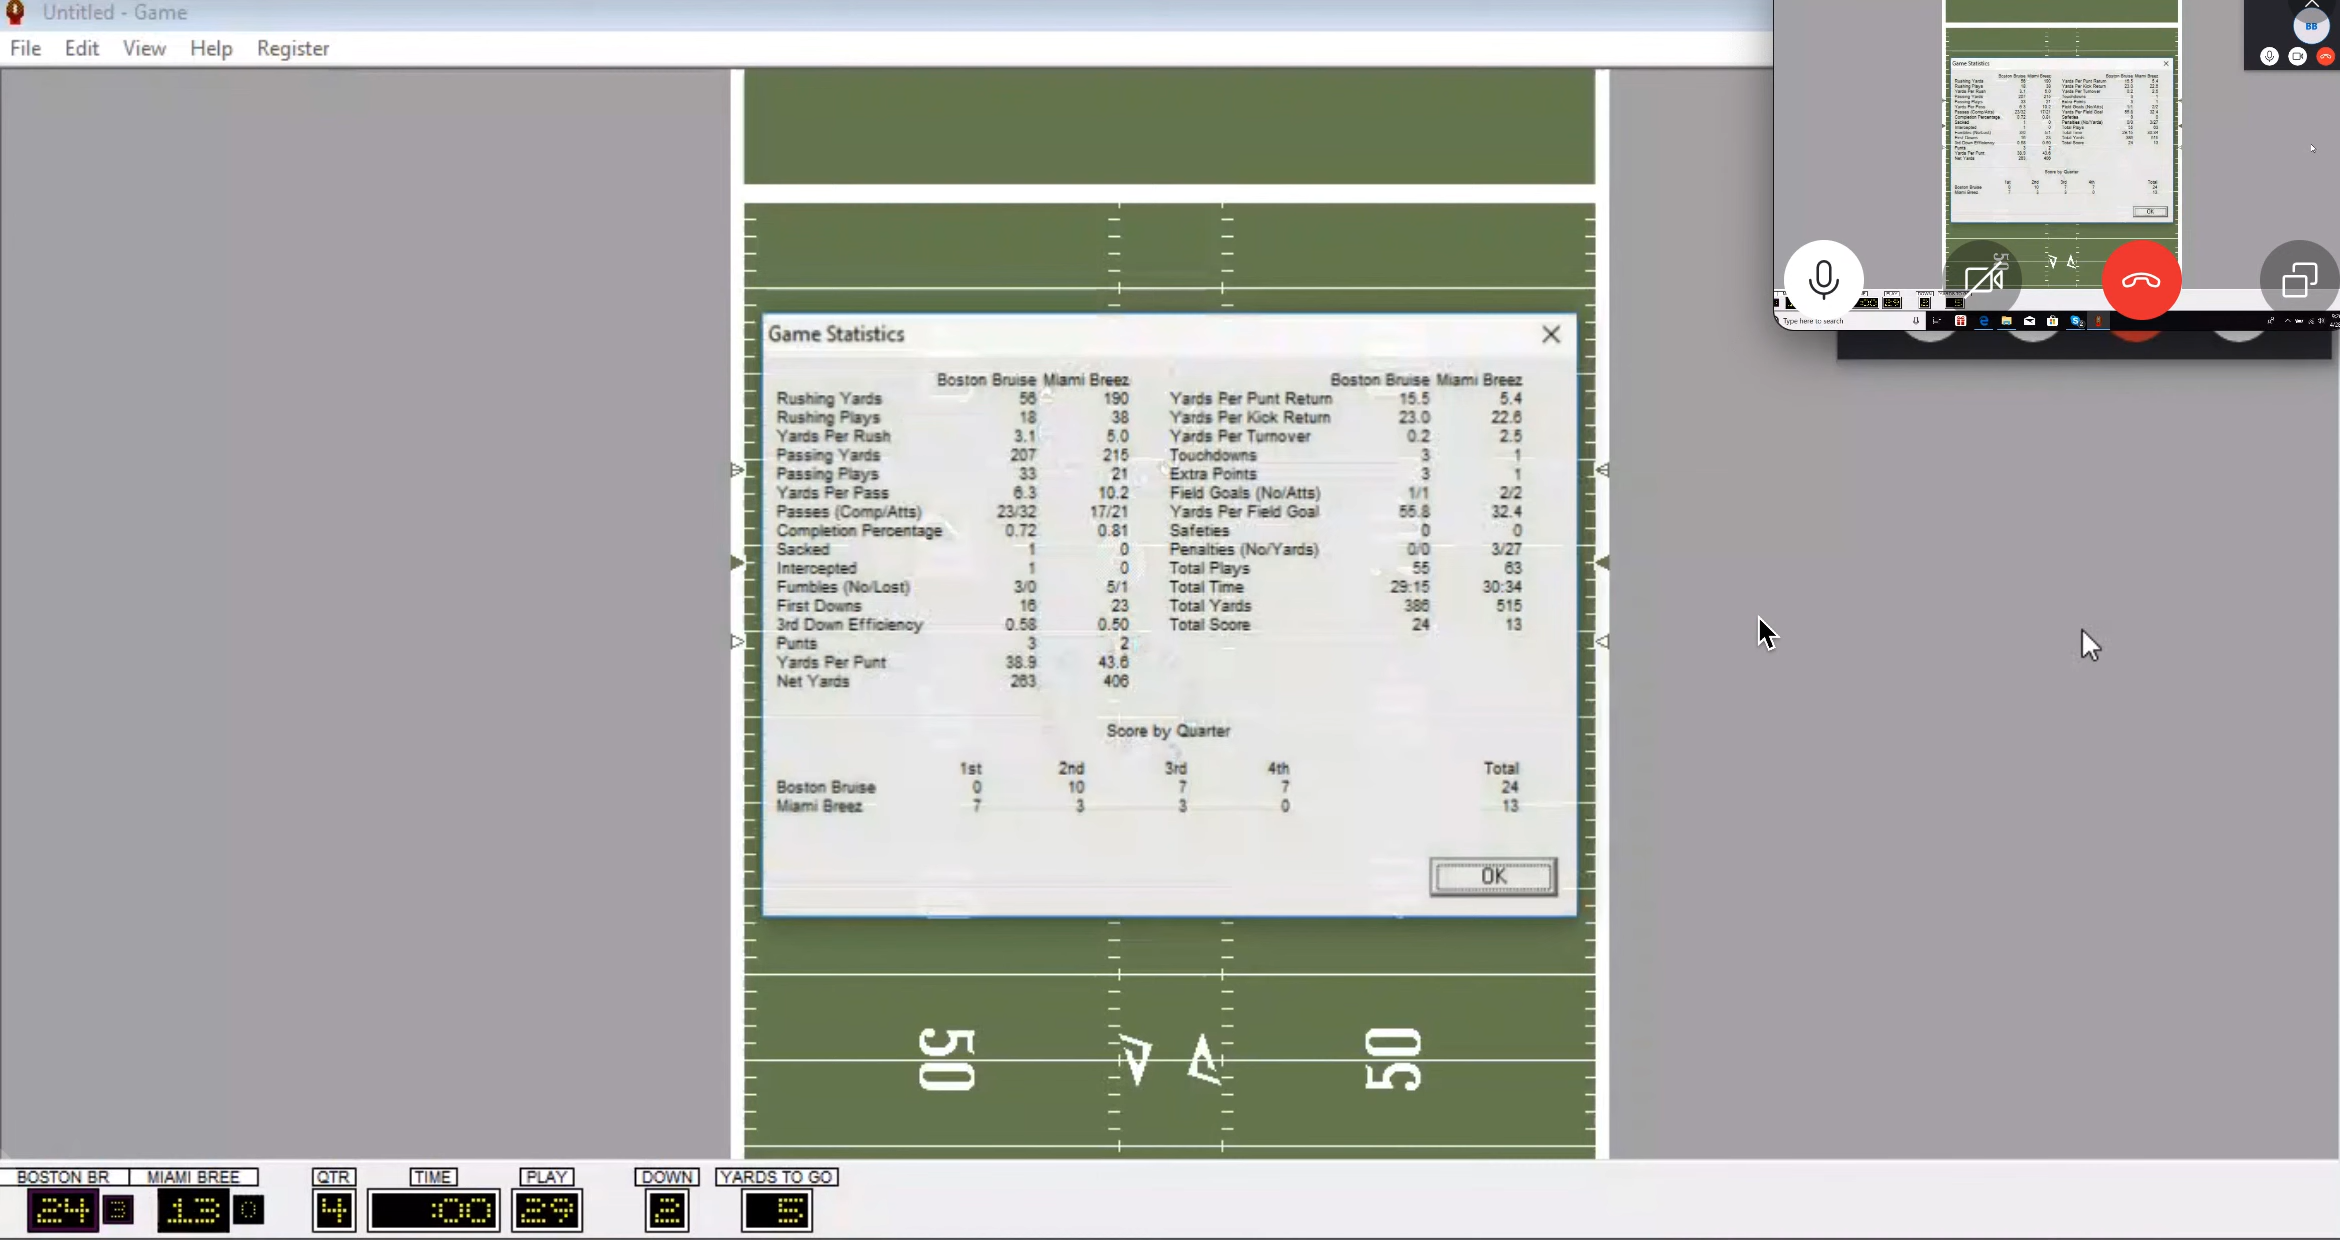 Untitled - Game
File Edit View Help Register
BB
Game Statistics
Boston Bruise Miami Breez Boston Bruise Miami Breez
Rushing Yards 56 190 Yards Per Punt Return 15.5 5.4
Rushing Plays 18 38 Yards Per Kick Return 23.0 22.6
Yards Per Rush 3.1 5.0 Yards Per Turnover 0.2 2.5
Passing Yards 207 215 Touchdowns 3 1
Passing Plays 33 21 Extra Points 3 1
Yards Per Pass 6.3 10.2 Field Goals (No/Atts) 1/1 2/2
Passes (Comp/Atts) 23/32 17/21 Yards Per Field Goal 55.8 32.4
Completion Percentage 0.72 0.81 Safeties 0 0
Sacked 1 0 Penalties (No/Yards) 0/0 3/27
Intercepted 1 0 Total Plays 55 63
Fumbles (No/Lost) 3/0 5/1 Total Time 29:15 30:34
First Downs 16 23 Total Yards 386 515
3rd Down Efficiency 0.58 0.50 Total Score 24 13
Punts 3 2
Yards Per Punt 38.9 43.6
Net Yards 263 406
Score by Quarter
1st 2nd 3rd 4th Total
Boston Bruise 0 10 7 7 24
Miami Breez 7 3 3 0 13
OK
50 50
BOSTON BR MIAMI BREE QTR TIME PLAY DOWN YARDS TO GO
24 3 13 0 4 :00 29 2 5
Game Statistics
Score by Quarter
OK
Type here to search